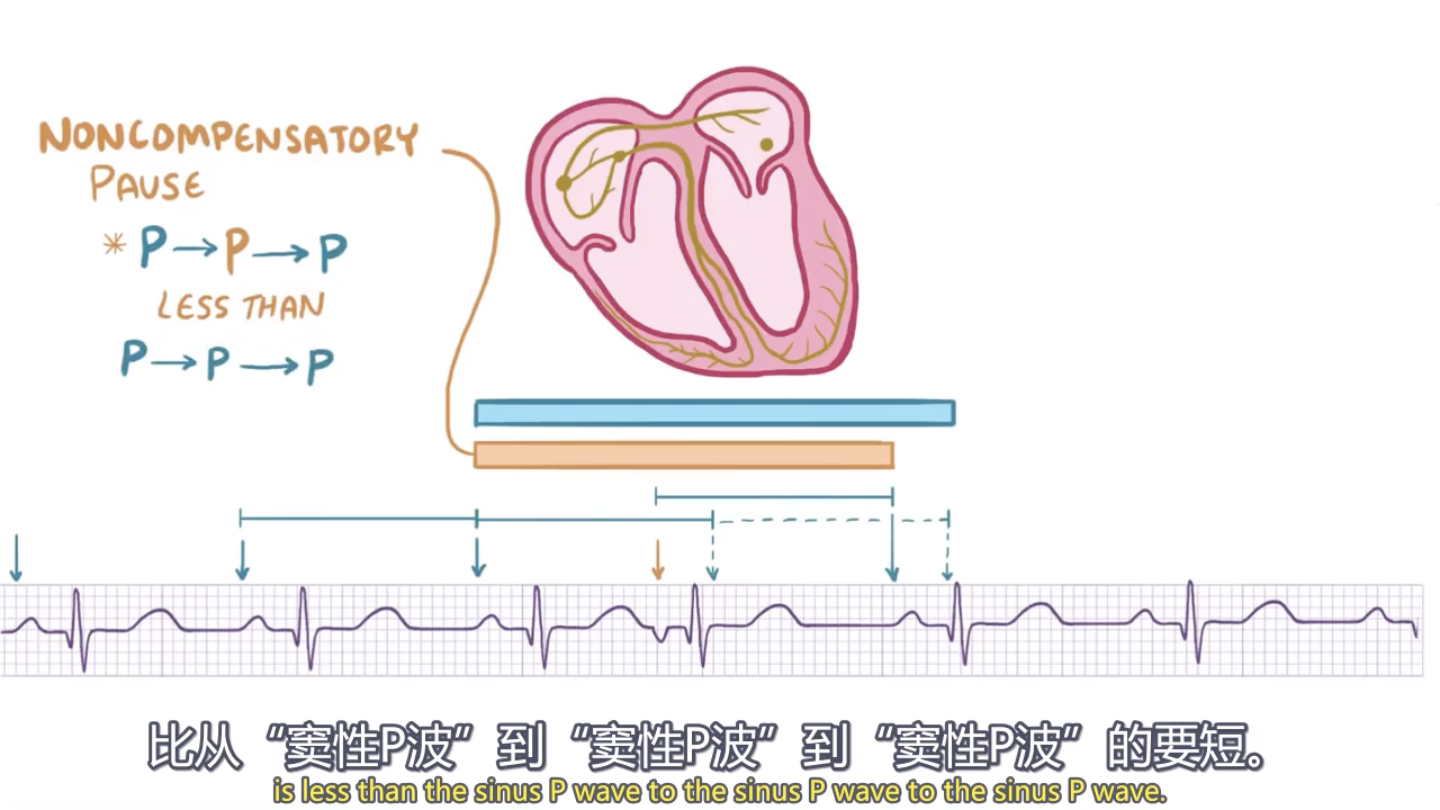 NONCOMPENSATORY
PAUSE
* P → P → P
LESS THAN
P → P → P
比从“窦性P波”到“窦性P波”到“窦性P波”的要短。
is less than the sinus P wave to the sinus P wave to the sinus P wave.